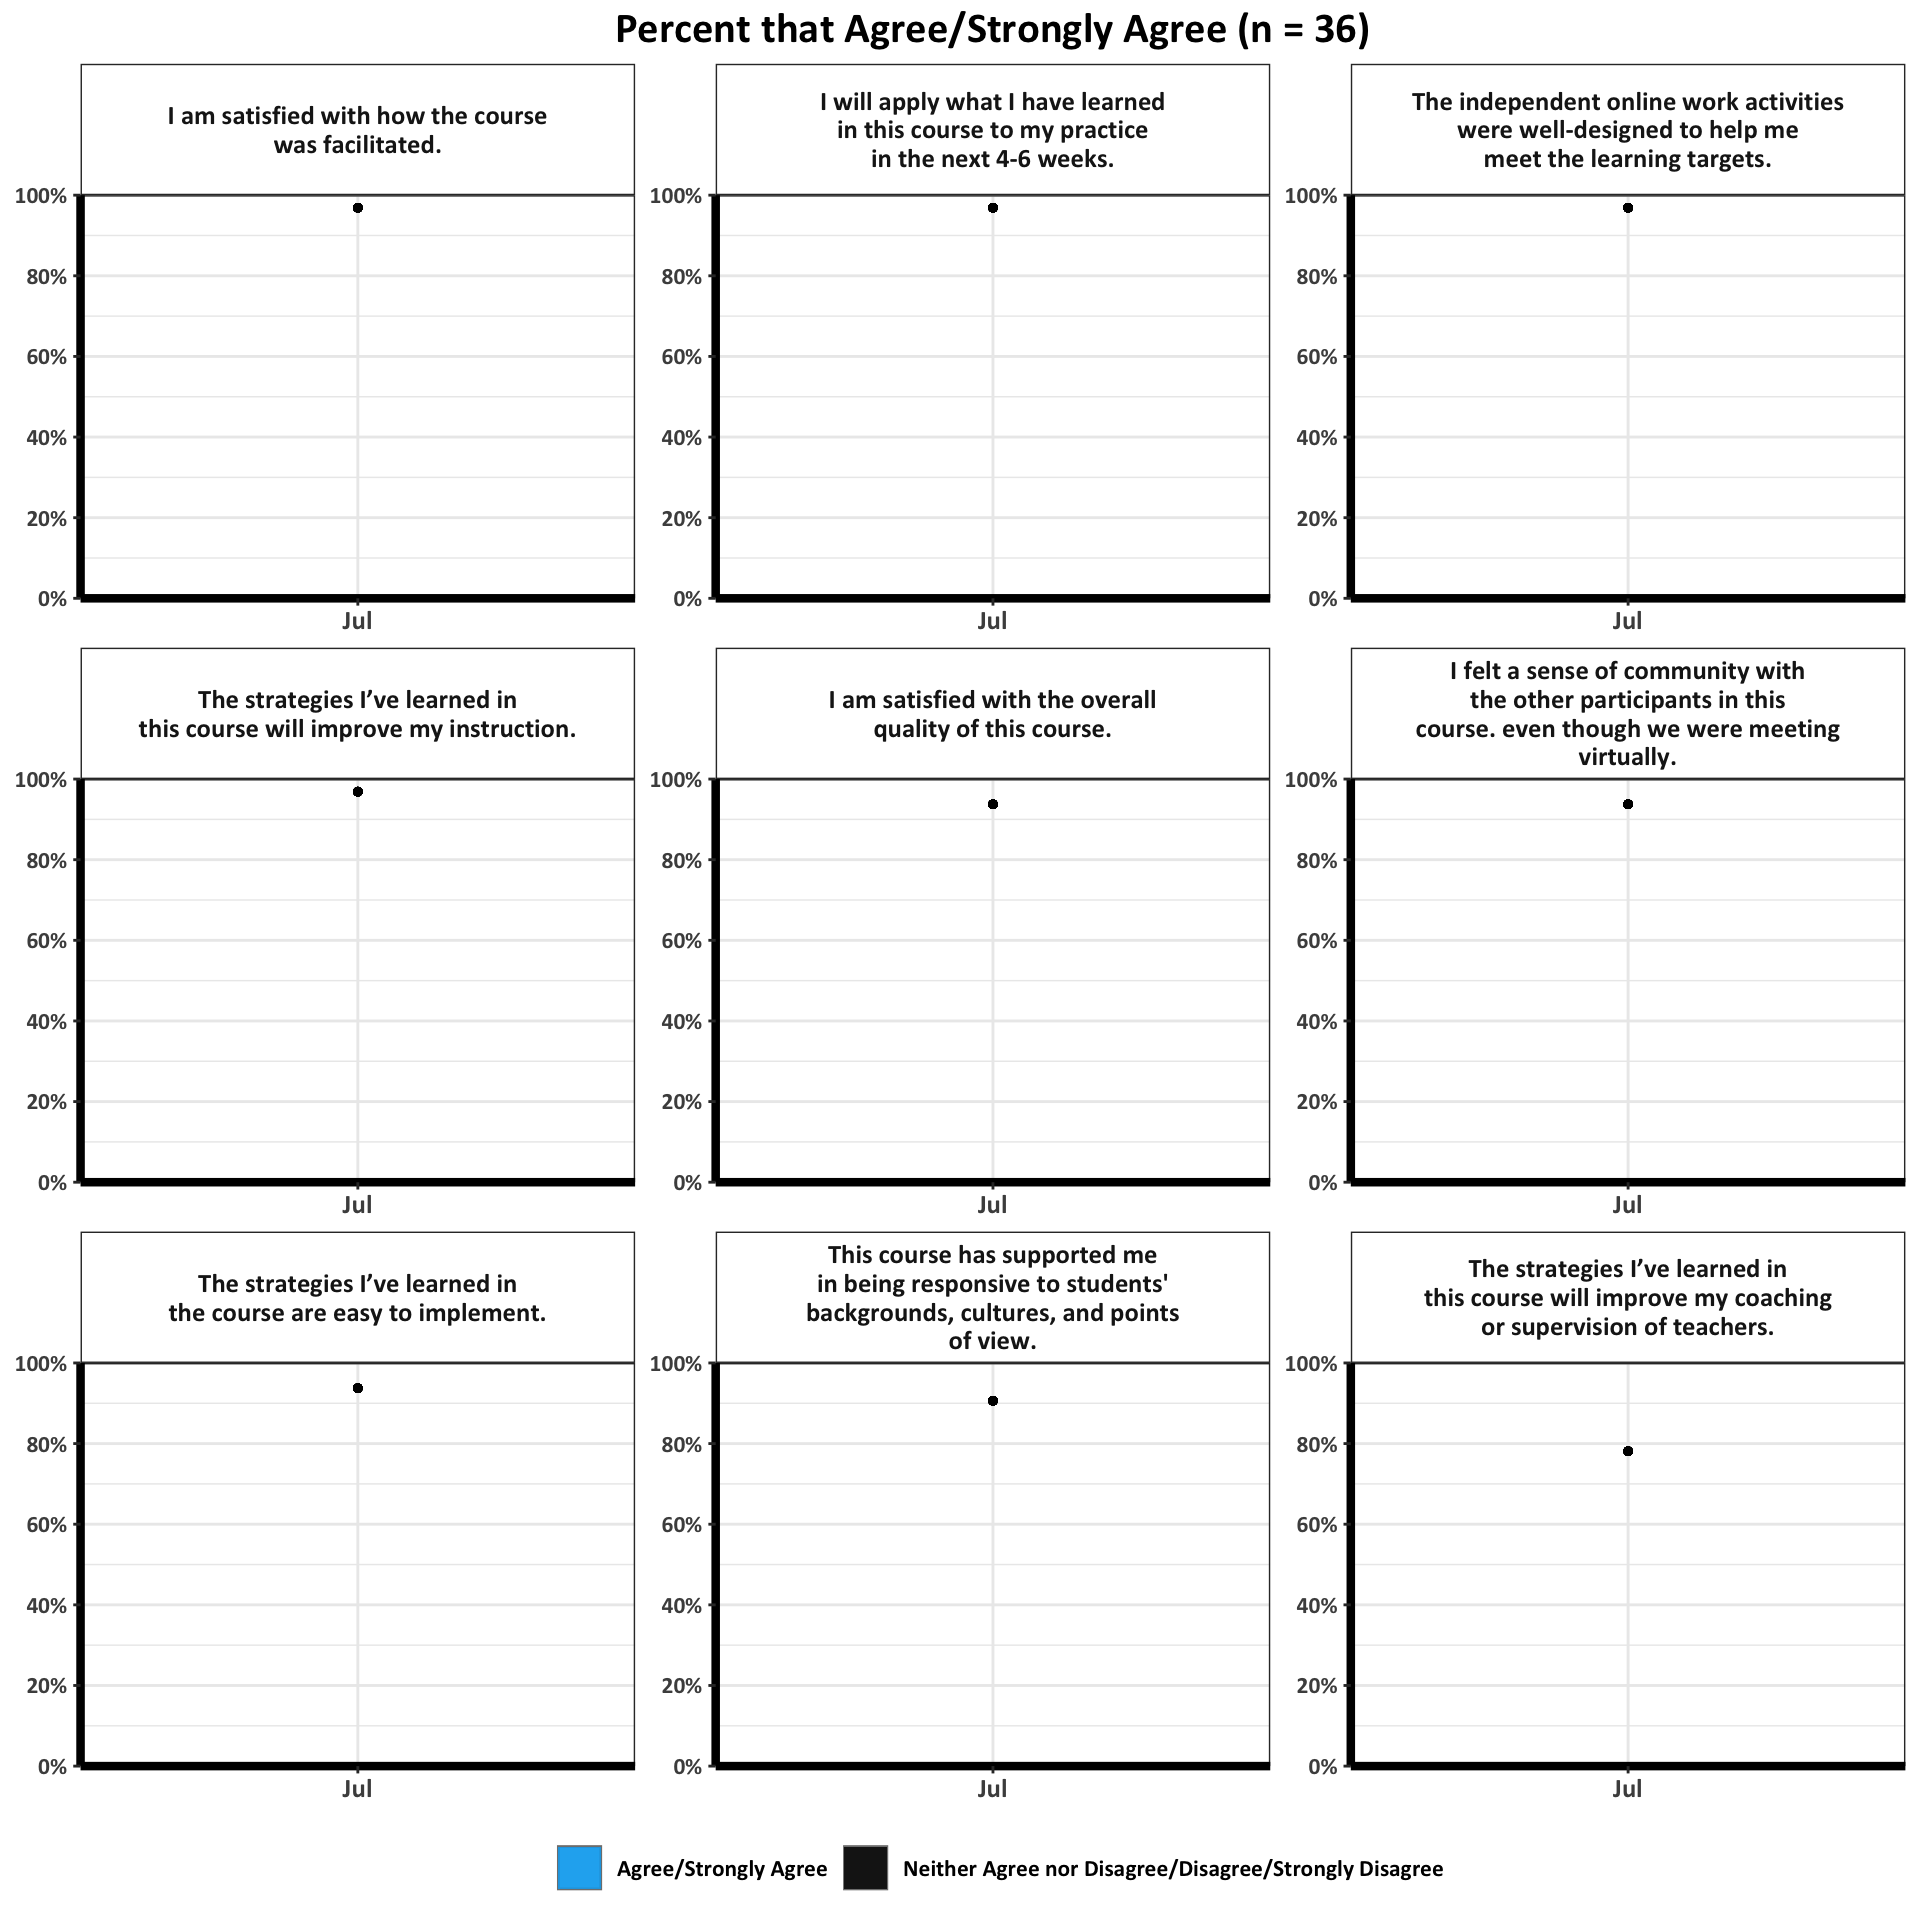 Percent that Agree/Strongly Agree (n = 36)
I am satisfied with how the course
was facilitated.
100%
80%
60%
40%
20%
0%
Jul
I will apply what I have learned
in this course to my practice
in the next 4-6 weeks.
100%
80%
60%
40%
20%
0%
Jul
The independent online work activities
were well-designed to help me
meet the learning targets.
100%
80%
60%
40%
20%
0%
Jul
The strategies I’ve learned in
this course will improve my instruction.
100%
80%
60%
40%
20%
0%
Jul
I am satisfied with the overall
quality of this course.
100%
80%
60%
40%
20%
0%
Jul
I felt a sense of community with
the other participants in this
course. even though we were meeting
virtually.
100%
80%
60%
40%
20%
0%
Jul
The strategies I’ve learned in
the course are easy to implement.
100%
80%
60%
40%
20%
0%
Jul
This course has supported me
in being responsive to students'
backgrounds, cultures, and points
of view.
100%
80%
60%
40%
20%
0%
Jul
The strategies I’ve learned in
this course will improve my coaching
or supervision of teachers.
100%
80%
60%
40%
20%
0%
Jul
Agree/Strongly Agree
Neither Agree nor Disagree/Disagree/Strongly Disagree